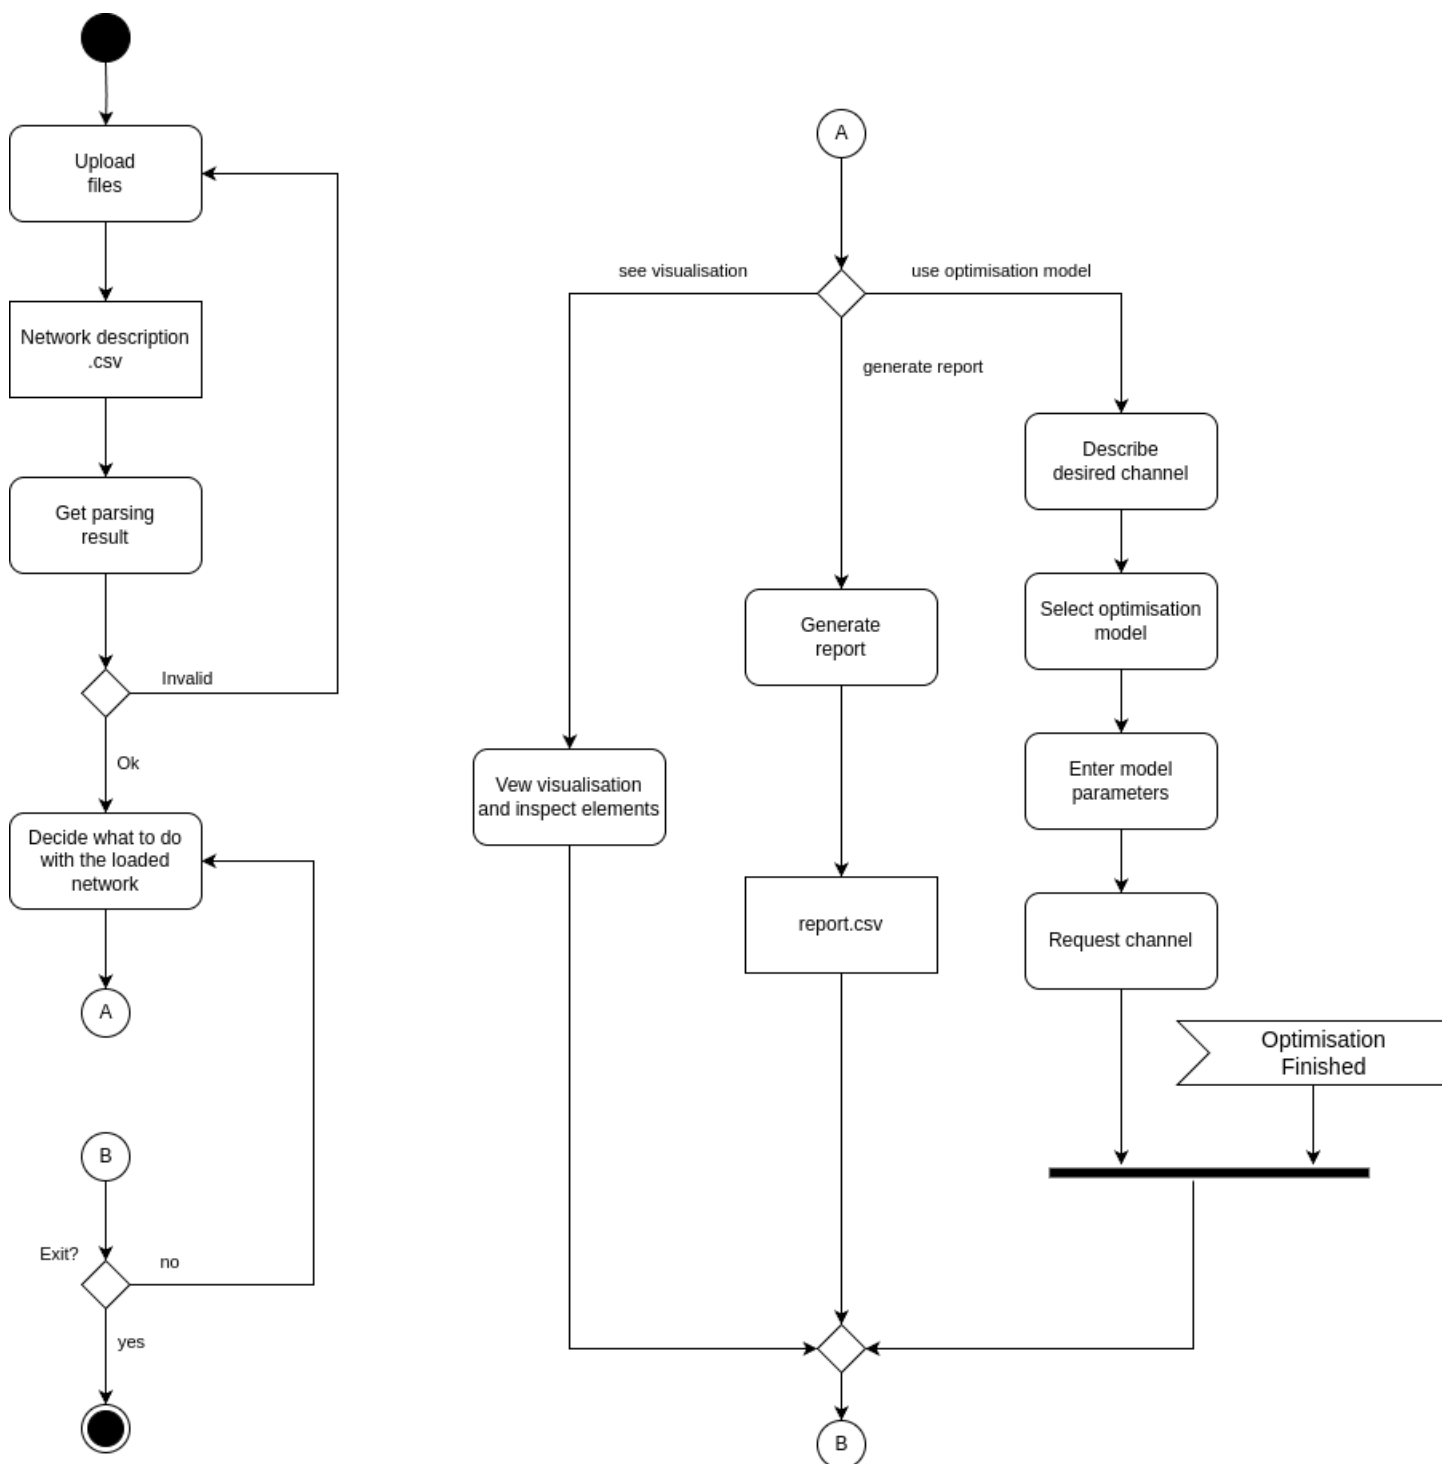 Upload
files
Network description
.csv
Get parsing
result
Invalid
Ok
Decide what to do
with the loaded
network
A
B
Exit?
no
yes
A
see visualisation
use optimisation model
generate report
Describe
desired channel
Select optimisation
model
Generate
report
Enter model
parameters
Vew visualisation
and inspect elements
report.csv
Request channel
Optimisation
Finished
B